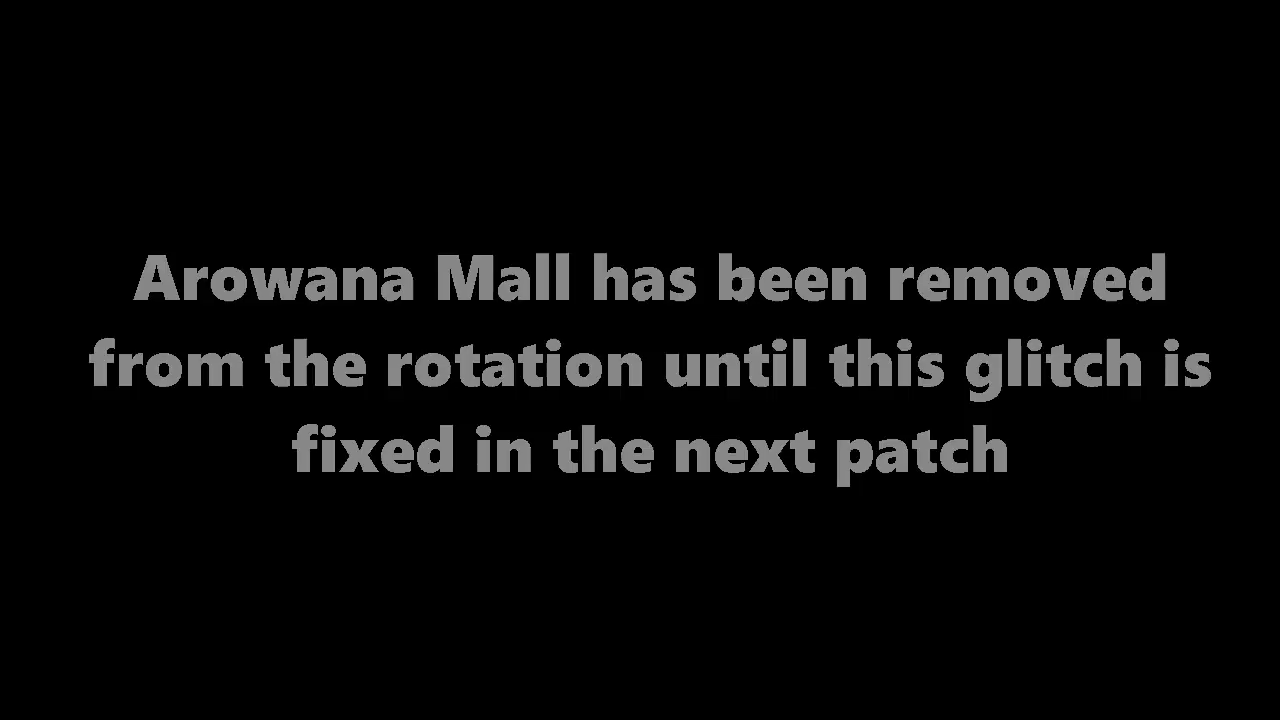 Arowana Mall has been removed
from the rotation until this glitch is
fixed in the next patch